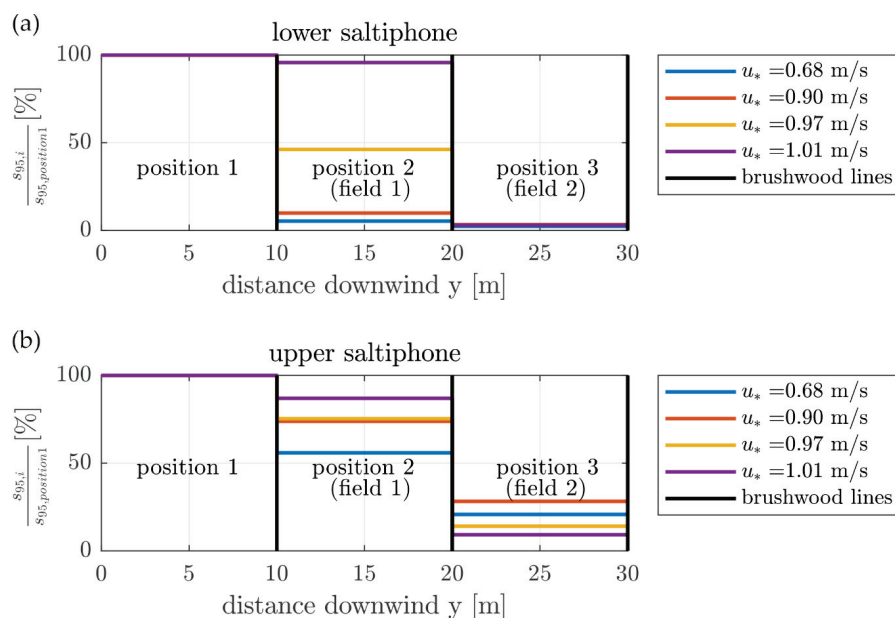 (a)
lower saltiphone
s95,i
s95,position1
[%]
100
50
0
position 1
position 2
(field 1)
position 3
(field 2)
0 5 10 15 20 25 30
distance downwind y [m]
u* =0.68 m/s
u* =0.90 m/s
u* =0.97 m/s
u* =1.01 m/s
brushwood lines
(b)
upper saltiphone
s95,i
s95,position1
[%]
100
50
0
position 1
position 2
(field 1)
position 3
(field 2)
0 5 10 15 20 25 30
distance downwind y [m]
u* =0.68 m/s
u* =0.90 m/s
u* =0.97 m/s
u* =1.01 m/s
brushwood lines